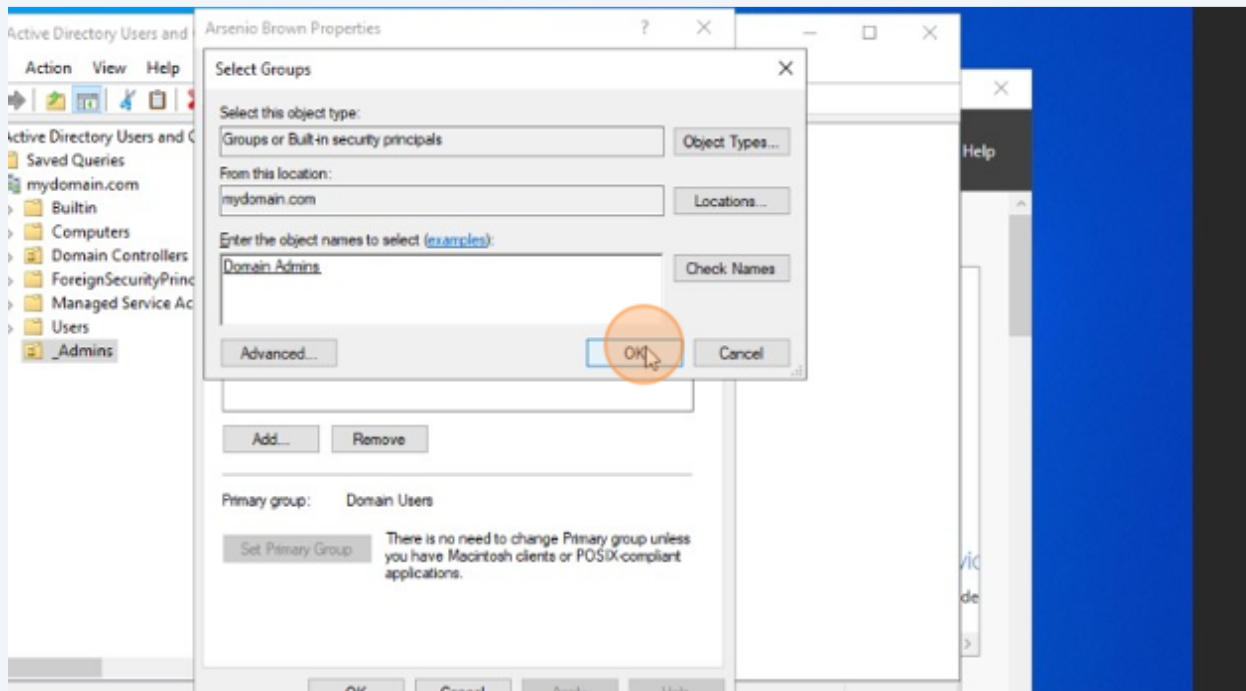 Active Directory Users and
Arsenio Brown Properties
?
Action View Help
Select Groups
Select this object type:
Groups or Built-in security principals
Object Types...
From this location:
mydomain.com
Locations...
Enter the object names to select (examples):
Domain Admins
Check Names
Advanced...
OK
Cancel
Active Directory Users and C
Saved Queries
mydomain.com
Builtin
Computers
Domain Controllers
ForeignSecurityPrinc
Managed Service Ac
Users
_Admins
Add...
Remove
Primary group: Domain Users
Set Primary Group
There is no need to change Primary group unless
you have Macintosh clients or POSIX-compliant
applications.
OK
Cancel
Apply
Help
Help
vic
de